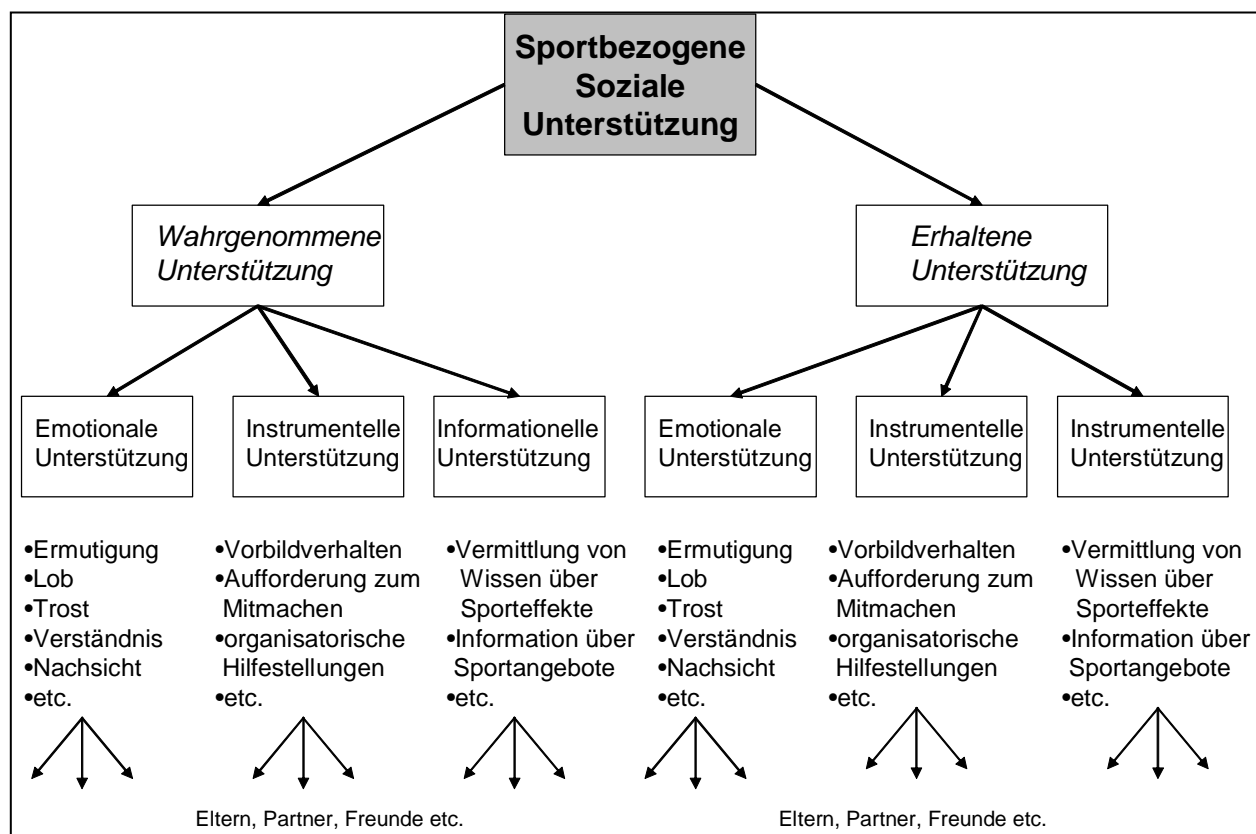 Sportbezogene
Soziale
Unterstützung
Wahrgenommene
Unterstützung
Erhaltene
Unterstützung
Emotionale
Unterstützung
Instrumentelle
Unterstützung
Informationelle
Unterstützung
Emotionale
Unterstützung
Instrumentelle
Unterstützung
Instrumentelle
Unterstützung
•Ermutigung
•Lob
•Trost
•Verständnis
•Nachsicht
•etc.
•Vorbildverhalten
•Aufforderung zum
Mitmachen
•organisatorische
Hilfestellungen
•etc.
•Vermittlung von
Wissen über
Sporteffekte
•Information über
Sportangebote
•etc.
•Ermutigung
•Lob
•Trost
•Verständnis
•Nachsicht
•etc.
•Vorbildverhalten
•Aufforderung zum
Mitmachen
•organisatorische
Hilfestellungen
•etc.
•Vermittlung von
Wissen über
Sporteffekte
•Information über
Sportangebote
•etc.
Eltern, Partner, Freunde etc.
Eltern, Partner, Freunde etc.